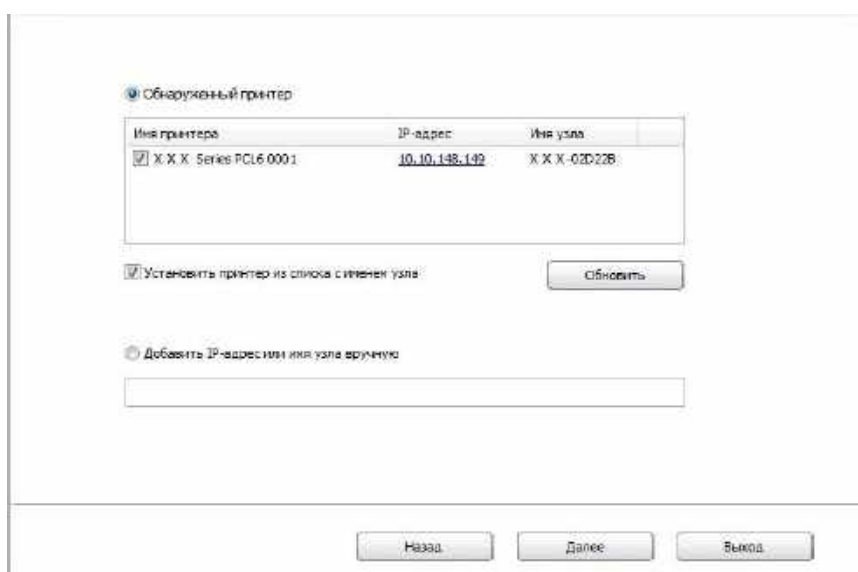 Обнаруженный принтер
Имя принтера IP-адрес Имя узла
X X X Series PCL6 0001 10.10.148.149 X X X-02D22B
Установить принтер из списка с именем узла Обновить
Добавить IP-адрес или имя узла вручную
Назад Далее Выход